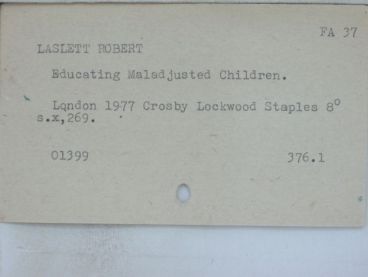 FA 37
LASLETT ROBERT
Educating Maladjusted Children.
London 1977 Crosby Lockwood Staples 8°
s.x,269.
01399 376.1